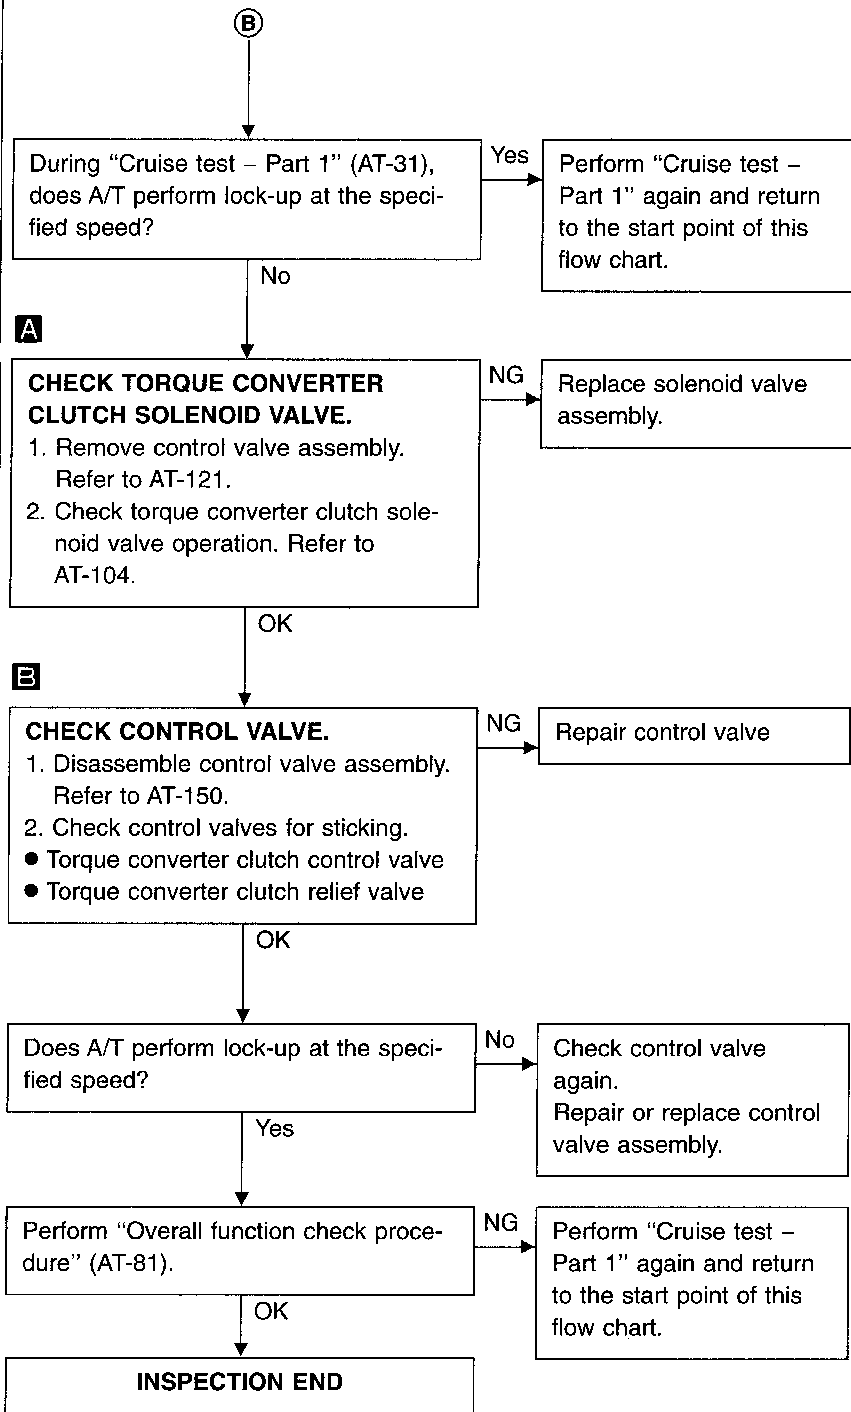 B
During “Cruise test – Part 1” (AT-31),
does A/T perform lock-up at the speci-
fied speed?
Yes
Perform “Cruise test –
Part 1” again and return
to the start point of this
flow chart.
No
A
CHECK TORQUE CONVERTER
CLUTCH SOLENOID VALVE.
1. Remove control valve assembly.
Refer to AT-121.
2. Check torque converter clutch sole-
noid valve operation. Refer to
AT-104.
NG
Replace solenoid valve
assembly.
OK
B
CHECK CONTROL VALVE.
1. Disassemble control valve assembly.
Refer to AT-150.
2. Check control valves for sticking.
● Torque converter clutch control valve
● Torque converter clutch relief valve
NG
Repair control valve
OK
Does A/T perform lock-up at the speci-
fied speed?
No
Check control valve
again.
Repair or replace control
valve assembly.
Yes
Perform “Overall function check proce-
dure” (AT-81).
NG
Perform “Cruise test –
Part 1” again and return
to the start point of this
flow chart.
OK
INSPECTION END